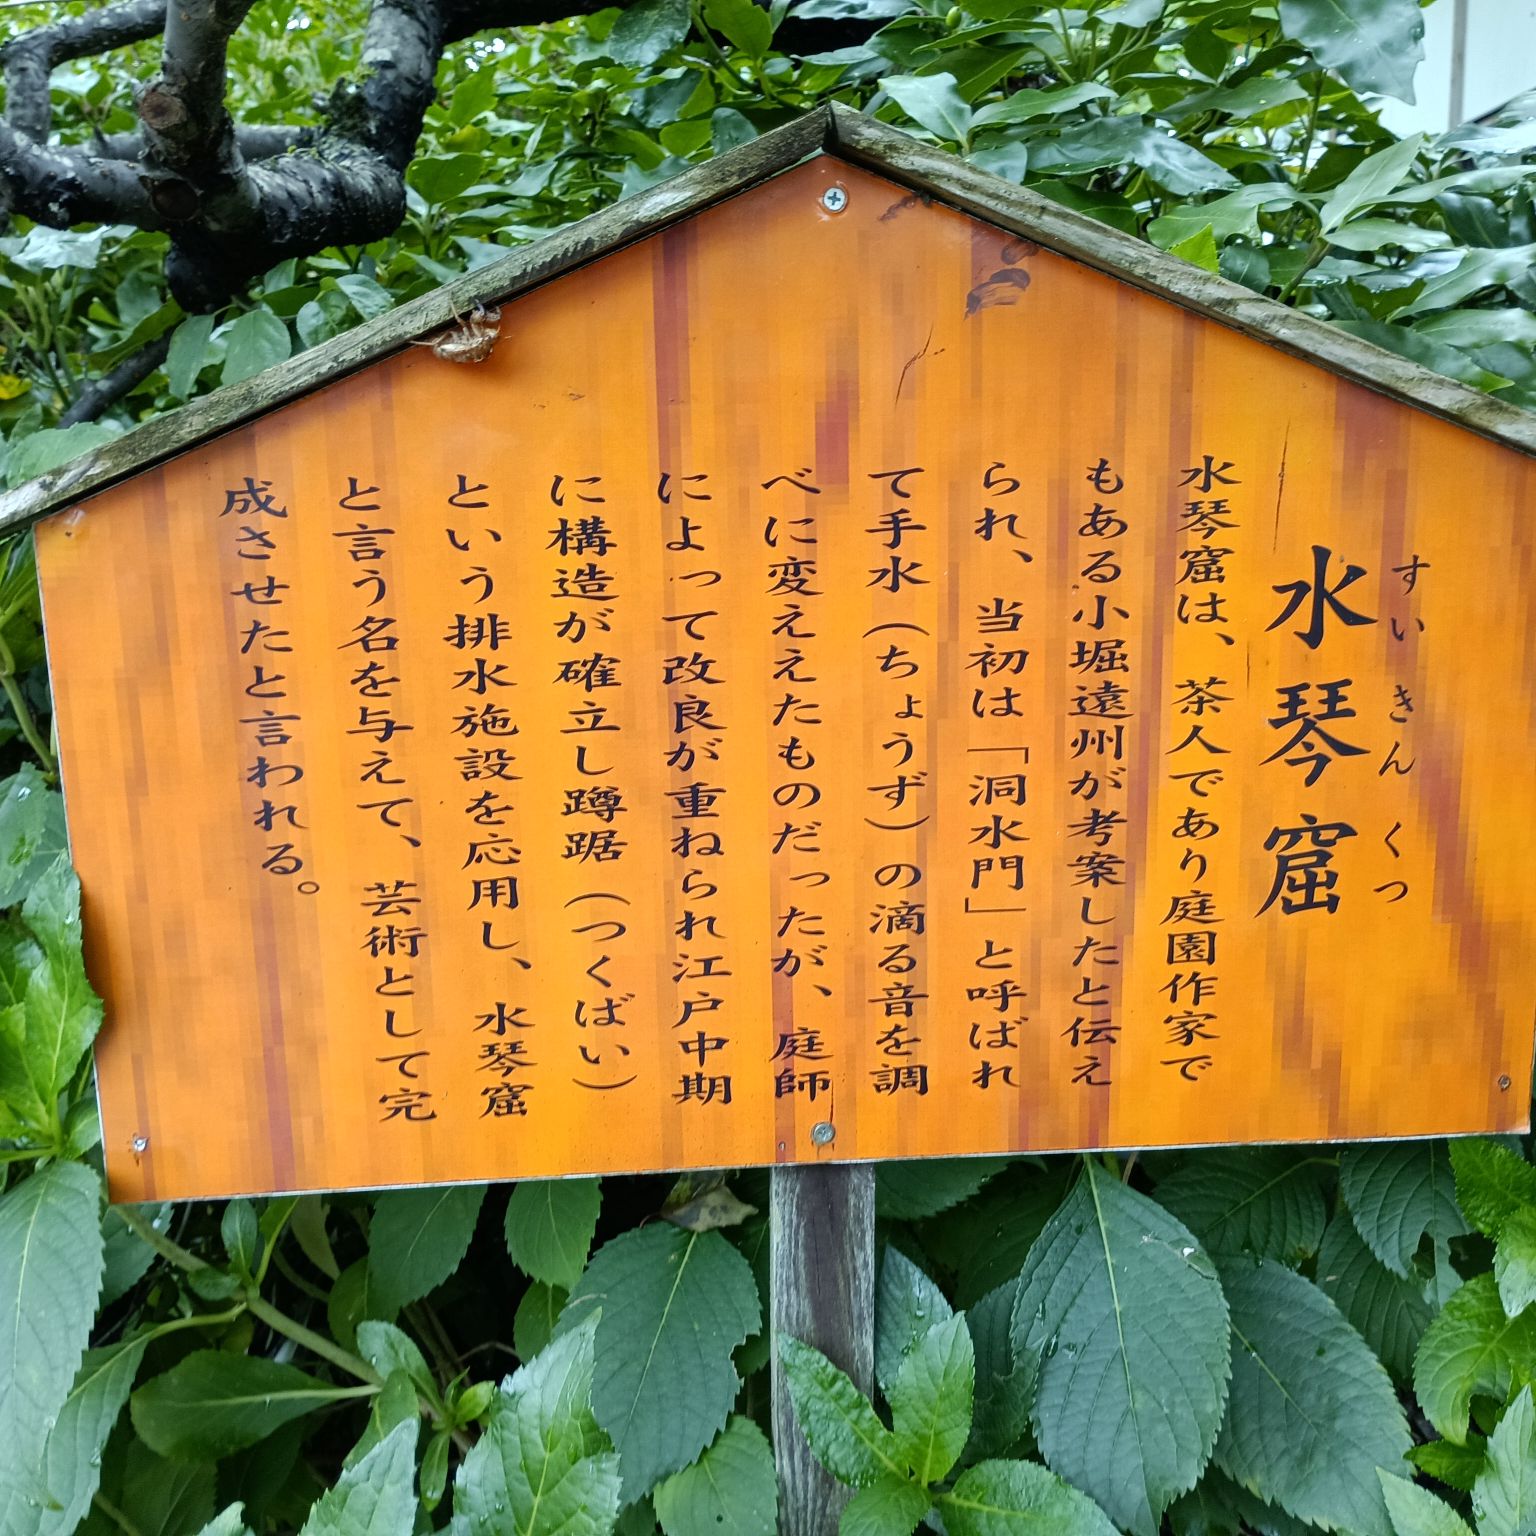 すいきんくつ
水琴窟
水琴窟は、茶人であり庭園作家で
もある小堀遠州が考案したと伝え
られ、当初は「洞水門」と呼ばれ
て手水(ちょうず)の滴る音を調
べに変ええたものだったが、庭師
によって改良が重ねられ江戸中期
に構造が確立し蹲踞(つくばい)
という排水施設を応用し、水琴窟
と言う名を与えて、芸術として完
成させたと言われる。